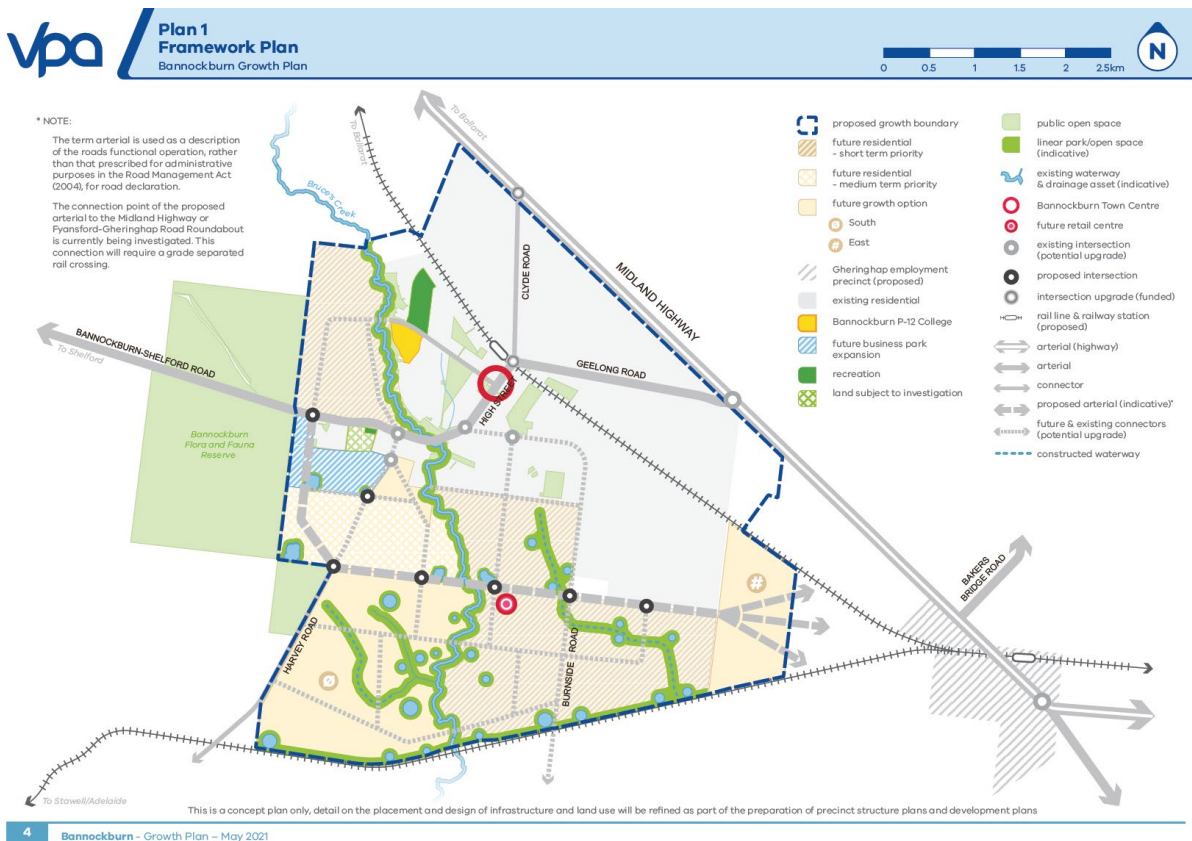 vpa
Plan 1
Framework Plan
Bannockburn Growth Plan
0 0.5 1 1.5 2 2.5km
N
* NOTE:
The term arterial is used as a description
of the roads functional operation, rather
than that prescribed for administrative
purposes in the Road Management Act
(2004), for road declaration.
The connection point of the proposed
arterial to the Midland Highway or
Fyansford-Gheringhap Road Roundabout
is currently being investigated. This
connection will require a grade separated
rail crossing.
To Ballarat
To Ballarat
Bruce's Creek
CLYDE ROAD
MIDLAND HIGHWAY
BANNOCKBURN-SHELFORD ROAD
To Shelford
GEELONG ROAD
HIGH STREET
Bannockburn
Flora and Fauna
Reserve
BAKERS
BRIDGE ROAD
HARVEY ROAD
BURNSIDE ROAD
To Stawell/Adelaide
proposed growth boundary
future residential
- short term priority
future residential
- medium term priority
future growth option
South
East
Gheringhap employment
precinct (proposed)
existing residential
Bannockburn P-12 College
future business park
expansion
recreation
land subject to investigation
public open space
linear park/open space
(indicative)
existing waterway
& drainage asset (indicative)
Bannockburn Town Centre
future retail centre
existing intersection
(potential upgrade)
proposed intersection
intersection upgrade (funded)
rail line & railway station
(proposed)
arterial (highway)
arterial
connector
proposed arterial (indicative)*
future & existing connectors
(potential upgrade)
constructed waterway
This is a concept plan only, detail on the placement and design of infrastructure and land use will be refined as part of the preparation of precinct structure plans and development plans
4 Bannockburn - Growth Plan – May 2021